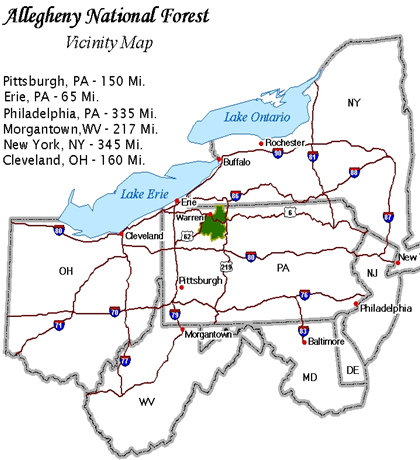 Allegheny National Forest
Vicinity Map
Pittsburgh, PA - 150 Mi.
Erie, PA - 65 Mi.
Philadelphia, PA - 335 Mi.
Morgantown,WV - 217 Mi.
New York, NY - 345 Mi.
Cleveland, OH - 160 Mi.
NY
Lake Ontario
Rochester
90
81
Buffalo
88
Lake Erie
86
Erie
Warren
6
87
80
Cleveland
62
New
OH
219
80
PA
NJ
Pittsburgh
76
Philadelphia
70
79
71
Morgantown
83
Baltimore
77
DE
MD
WV